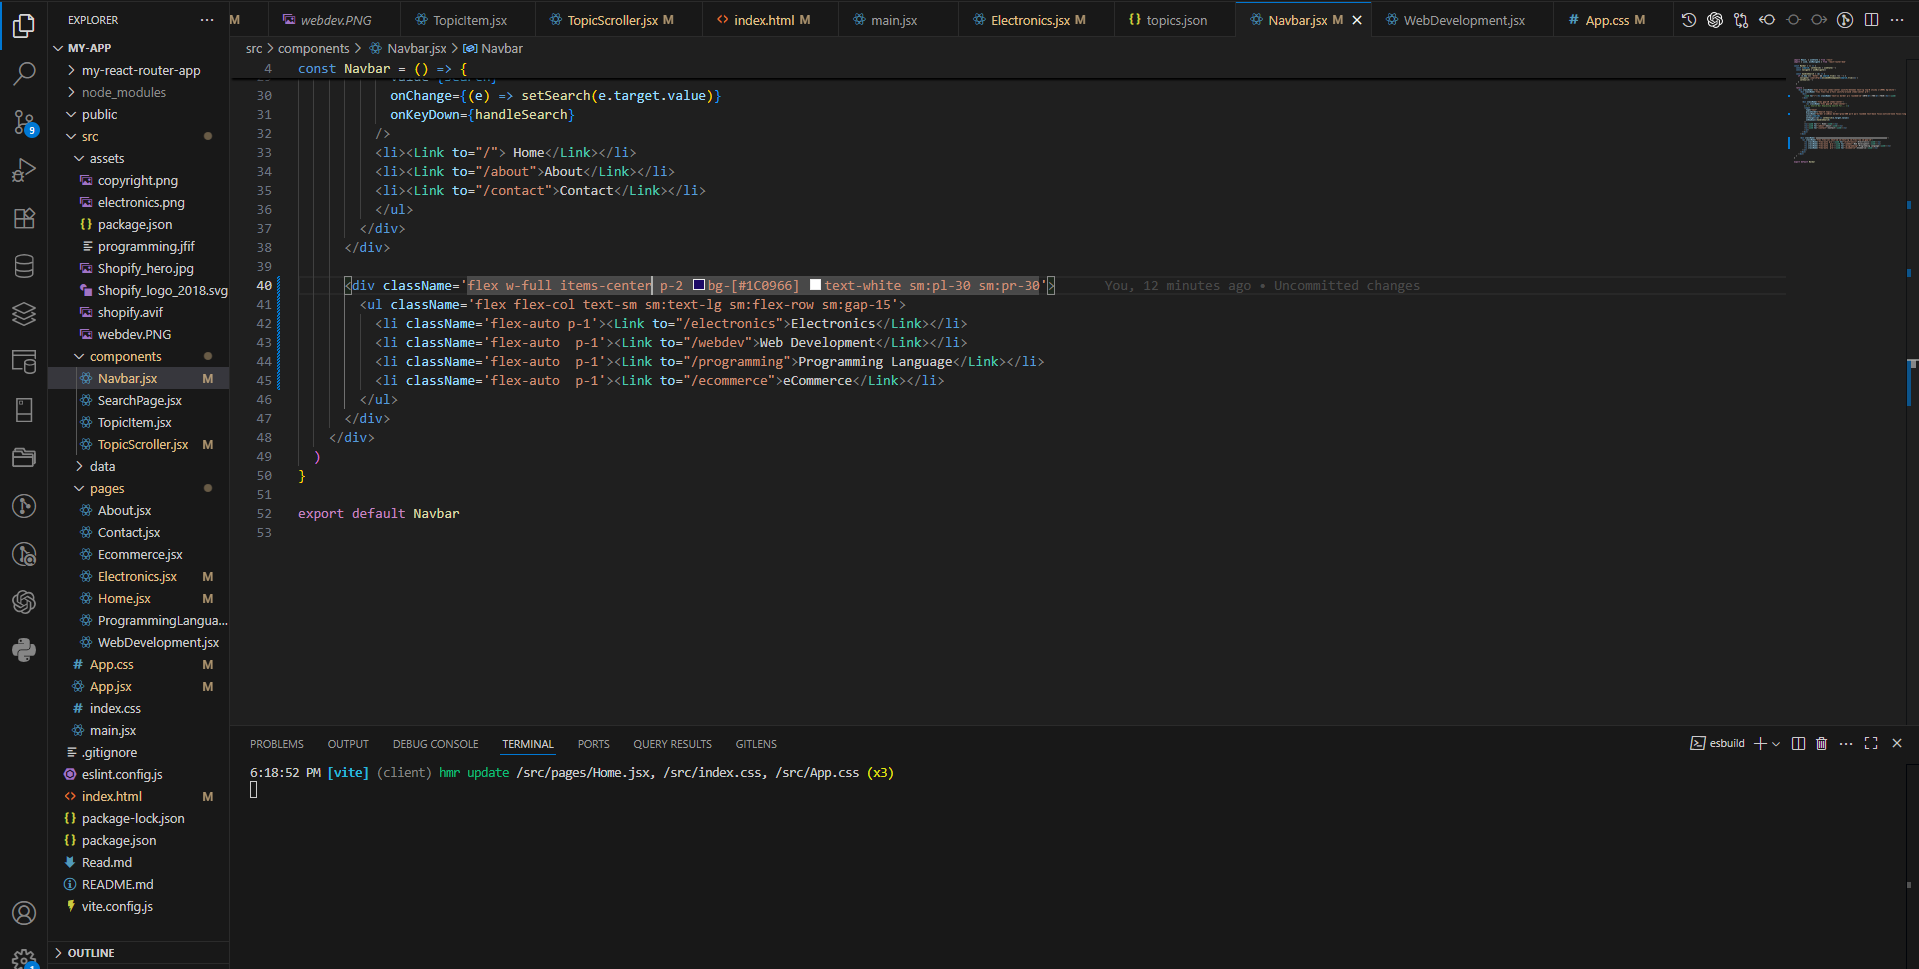 EXPLORER
MY-APP
my-react-router-app
node_modules
public
src
assets
copyright.png
electronics.png
package.json
programming.jfif
Shopify_hero.jpg
Shopify_logo_2018.svg
shopify.avif
webdev.PNG
components
Navbar.jsx M
SearchPage.jsx
TopicItem.jsx
TopicScroller.jsx M
data
pages
About.jsx
Contact.jsx
Ecommerce.jsx
Electronics.jsx M
Home.jsx M
ProgrammingLangua...
WebDevelopment.jsx
App.css M
App.jsx M
index.css
main.jsx
.gitignore
eslint.config.js
index.html M
package-lock.json
package.json
Read.md
README.md
vite.config.js
OUTLINE
9
1
M webdev.PNG TopicItem.jsx TopicScroller.jsx M index.html M main.jsx Electronics.jsx M topics.json Navbar.jsx M WebDevelopment.jsx App.css M
src > components > Navbar.jsx > Navbar
4 const Navbar = () => {
30 onChange={(e) => setSearch(e.target.value)}
31 onKeyDown={handleSearch}
32 />
33 <li><Link to="/"> Home</Link></li>
34 <li><Link to="/about">About</Link></li>
35 <li><Link to="/contact">Contact</Link></li>
36 </ul>
37 </div>
38 </div>
39
40 <div className='flex w-full items-center p-2 bg-[#1C0966] text-white sm:pl-30 sm:pr-30'> You, 12 minutes ago • Uncommitted changes
41 <ul className='flex flex-col text-sm sm:text-lg sm:flex-row sm:gap-15'>
42 <li className='flex-auto p-1'><Link to="/electronics">Electronics</Link></li>
43 <li className='flex-auto  p-1'><Link to="/webdev">Web Development</Link></li>
44 <li className='flex-auto  p-1'><Link to="/programming">Programming Language</Link></li>
45 <li className='flex-auto  p-1'><Link to="/ecommerce">eCommerce</Link></li>
46 </ul>
47 </div>
48 </div>
49 )
50 }
51
52 export default Navbar
53
PROBLEMS OUTPUT DEBUG CONSOLE TERMINAL PORTS QUERY RESULTS GITLENS
esbuild
6:18:52 PM [vite] (client) hmr update /src/pages/Home.jsx, /src/index.css, /src/App.css (x3)